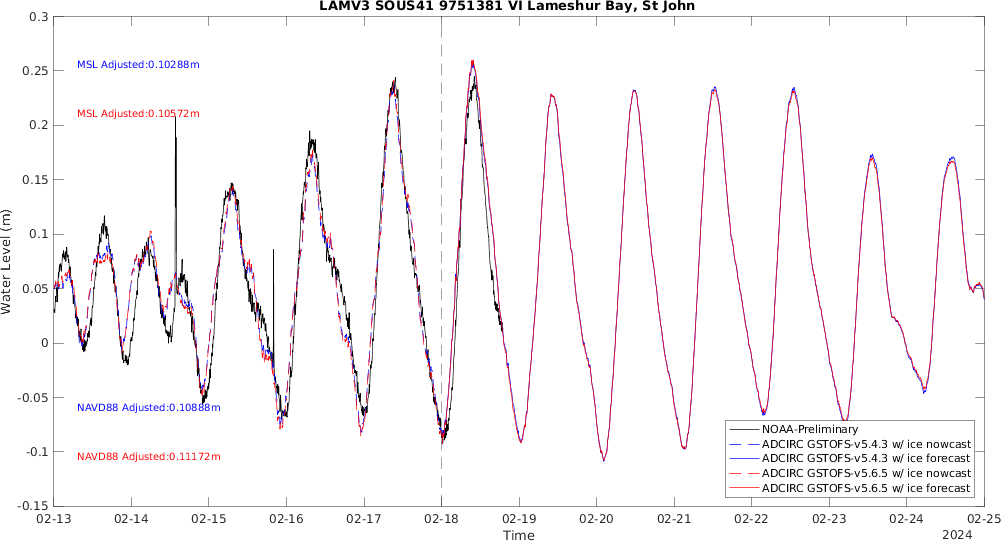 LAMV3 SOUS41 9751381 VI Lameshur Bay, St John
0.3
0.25
0.2
0.15
0.1
0.05
0
-0.05
-0.1
-0.15
Water Level (m)
MSL Adjusted:0.10288m
MSL Adjusted:0.10572m
NAVD88 Adjusted:0.10888m
NAVD88 Adjusted:0.11172m
NOAA-Preliminary
ADCIRC GSTOFS-v5.4.3 w/ ice nowcast
ADCIRC GSTOFS-v5.4.3 w/ ice forecast
ADCIRC GSTOFS-v5.6.5 w/ ice nowcast
ADCIRC GSTOFS-v5.6.5 w/ ice forecast
02-13 02-14 02-15 02-16 02-17 02-18 02-19 02-20 02-21 02-22 02-23 02-24 02-25
Time
2024